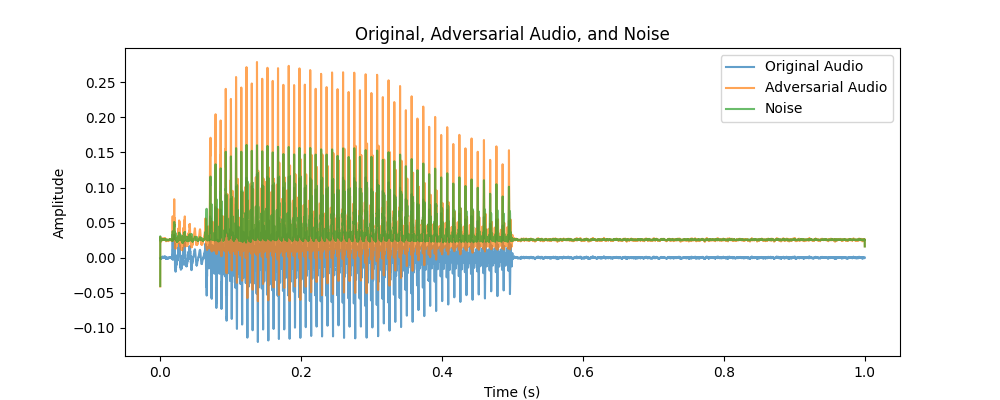 Original, Adversarial Audio, and Noise
Original Audio
Adversarial Audio
Noise
Amplitude
0.25
0.20
0.15
0.10
0.05
0.00
−0.05
−0.10
0.0 0.2 0.4 0.6 0.8 1.0
Time (s)